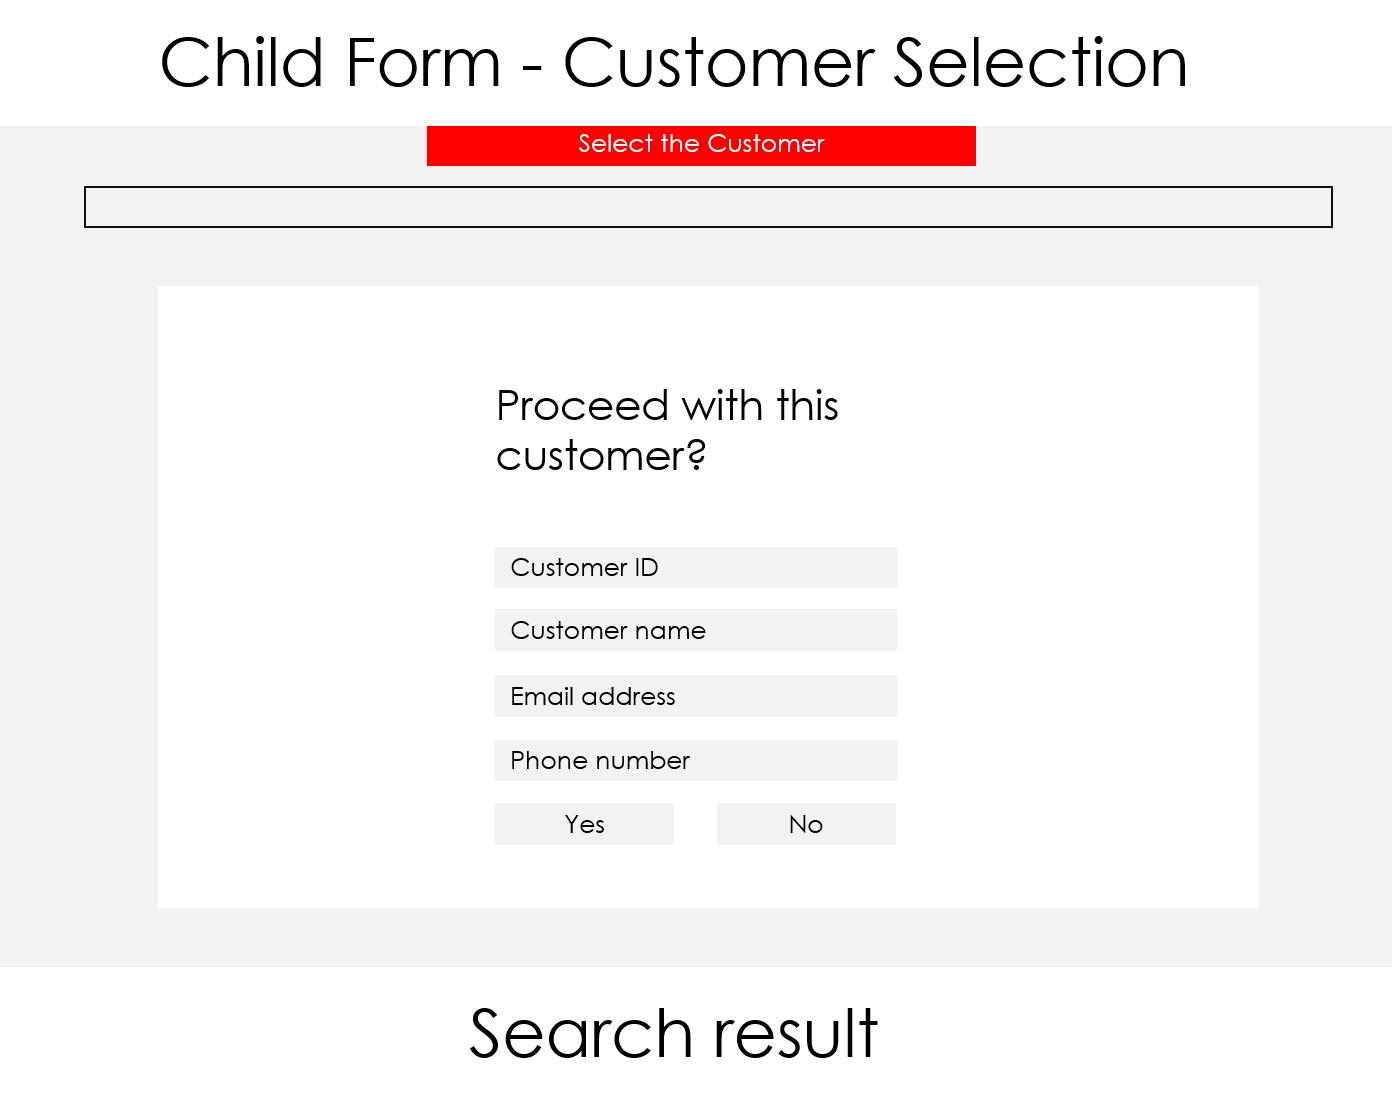 Child Form - Customer Selection
Select the Customer
Proceed with this
customer?
Customer ID
Customer name
Email address
Phone number
Yes
No
Search result